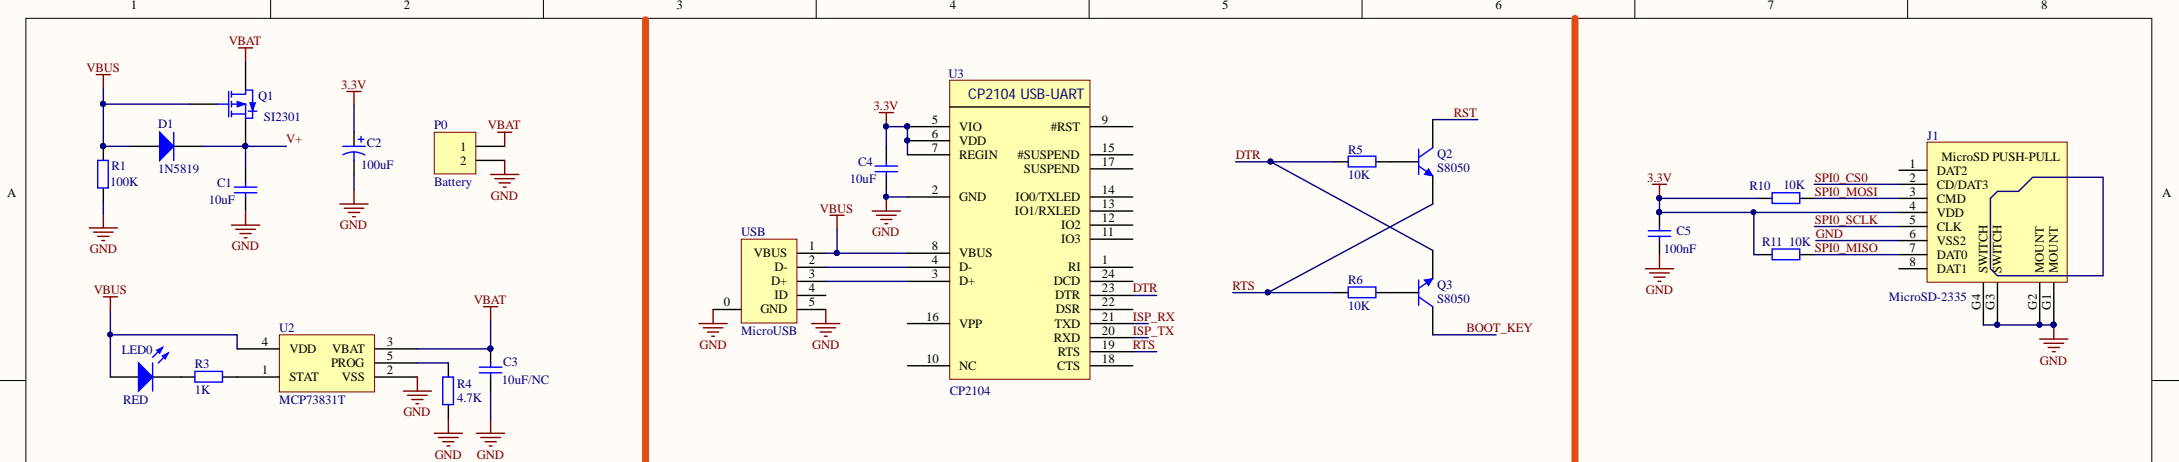 1 2 3 4 5 6 7 8
A A
VBAT
VBUS
Q1
SI2301
D1
V+
1N5819
R1
100K
C1
10uF
GND
GND
3.3V
C2
100uF
GND
P0
VBAT
1
2
Battery
GND
VBUS
LED0
RED
R3
1K
U2
4 VDD VBAT 3
PROG 5
1 STAT VSS 2
MCP73831T
GND
R4
4.7K
GND
VBAT
C3
10uF/NC
GND
U3
CP2104 USB-UART
3.3V
5 VIO #RST 9
6 VDD
7 REGIN #SUSPEND 15
SUSPEND 17
C4
10uF
2 GND IO0/TXLED 14
IO1/RXLED 13
GND
IO2 12
IO3 11
VBUS
USB
VBUS 1 8 VBUS
D- 2 4 D- RI 1
D+ 3 3 D+ DCD 24
ID 4 DTR 23 DTR
0 GND 5 DSR 22
MicroUSB
GND
GND
16 VPP TXD 21 ISP_RX
RXD 20 ISP_TX
RTS 19 RTS
10 NC CTS 18
CP2104
RST
DTR
R5
10K
Q2
S8050
RTS
R6
10K
Q3
S8050
BOOT_KEY
J1
MicroSD PUSH-PULL
1 DAT2
SPI0_CS0 2 CD/DAT3
3.3V
R10 10K SPI0_MOSI 3 CMD
4 VDD
SPI0_SCLK 5 CLK
GND 6 VSS2
R11 10K SPI0_MISO 7 DAT0
8 DAT1
C5
100nF
GND
SWITCH
SWITCH
MOUNT
MOUNT
MicroSD-2335
G4
G3
G2
G1
GND